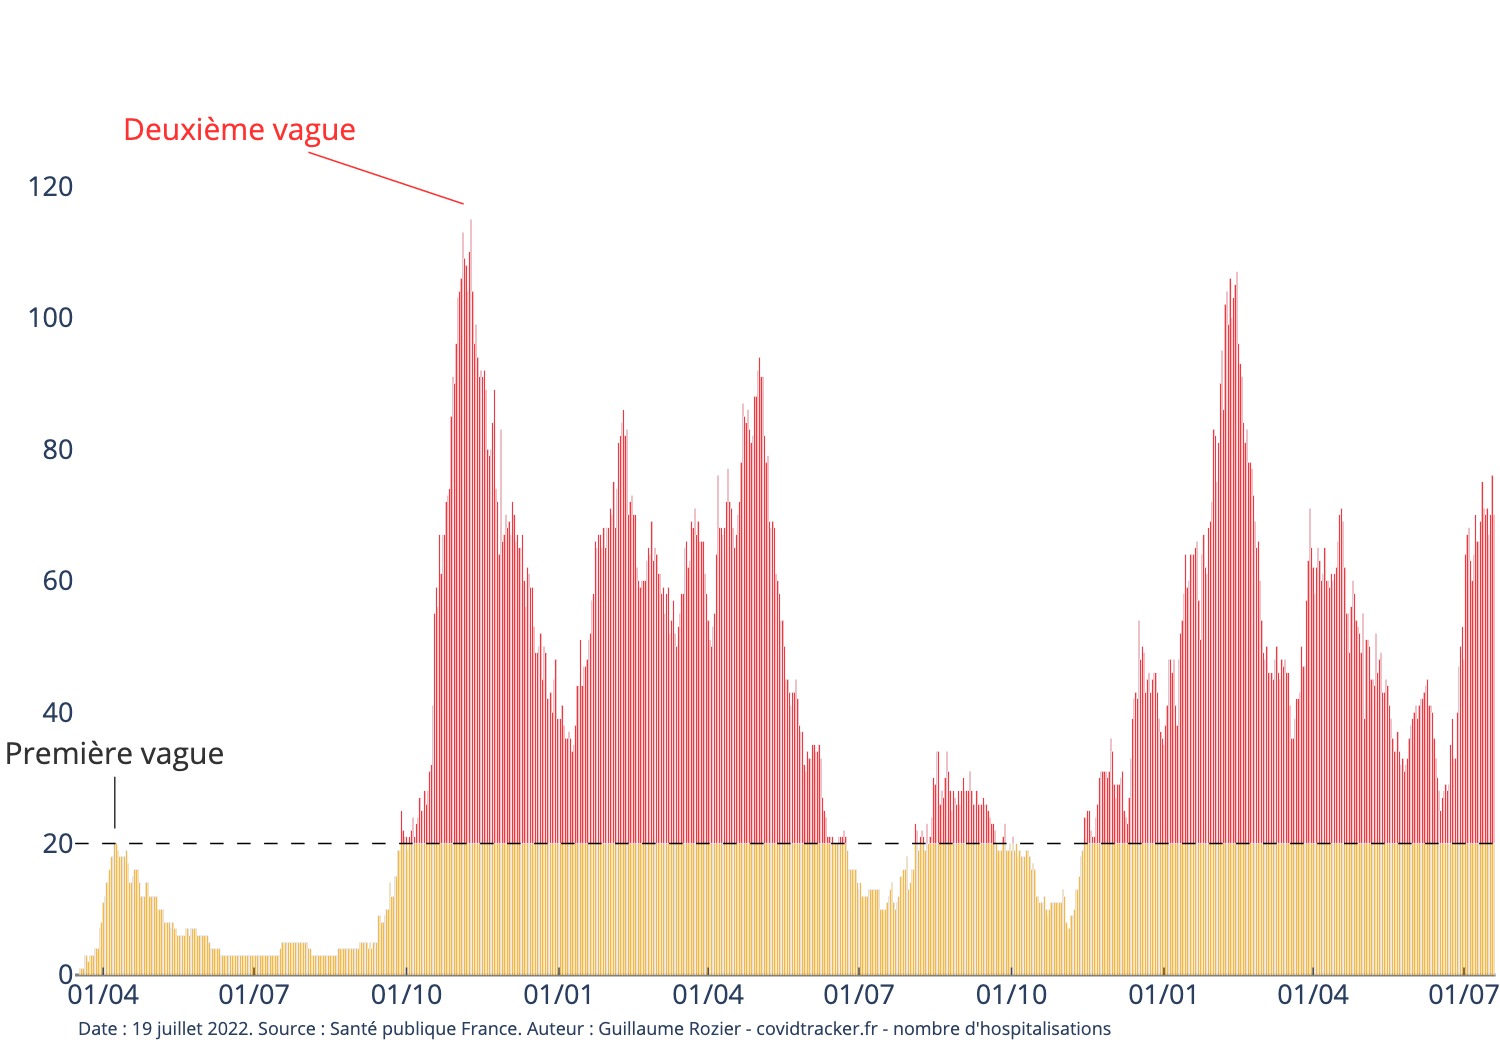 Deuxième vague
120
100
80
60
40
Première vague
20
0
01/04 01/07 01/10 01/01 01/04 01/07 01/10 01/01 01/04 01/07
Date : 19 juillet 2022. Source : Santé publique France. Auteur : Guillaume Rozier - covidtracker.fr - nombre d'hospitalisations